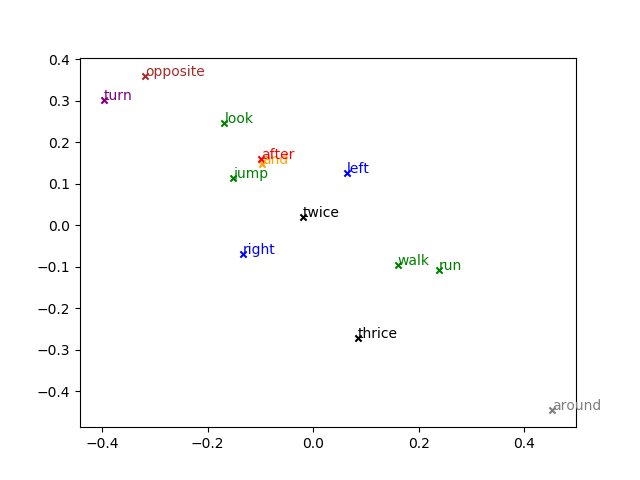 0.4
opposite
turn
0.3
look
0.2
after
and
left
jump
0.1
twice
0.0
right
walk
run
−0.1
−0.2
thrice
−0.3
−0.4
around
−0.4 −0.2 0.0 0.2 0.4